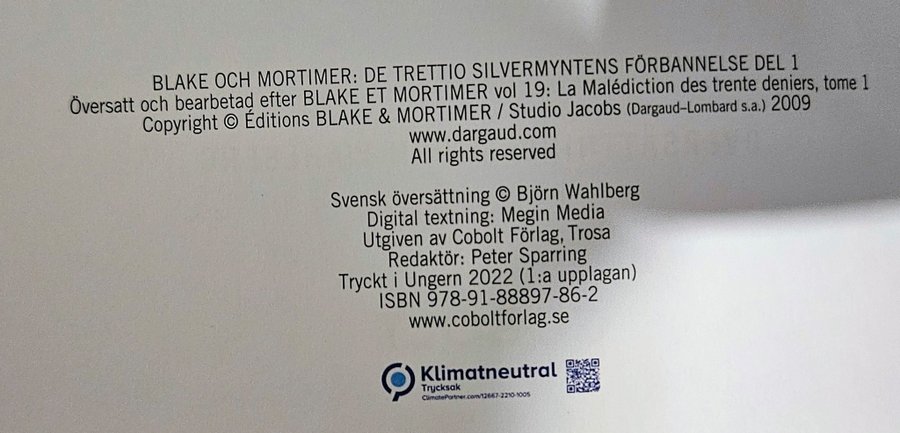 BLAKE OCH MORTIMER: DE TRETTIO SILVERMYNTENS FÖRBANNELSE DEL 1
Översatt och bearbetad efter BLAKE ET MORTIMER vol 19: La Malédiction des trente deniers, tome 1
Copyright © Éditions BLAKE & MORTIMER / Studio Jacobs (Dargaud–Lombard s.a.) 2009
www.dargaud.com
All rights reserved
Svensk översättning © Björn Wahlberg
Digital textning: Megin Media
Utgiven av Cobolt Förlag, Trosa
Redaktör: Peter Sparring
Tryckt i Ungern 2022 (1:a upplagan)
ISBN 978-91-88897-86-2
www.coboltforlag.se
Klimatneutral
Trycksak
ClimatePartner.com/12667-2210-1005